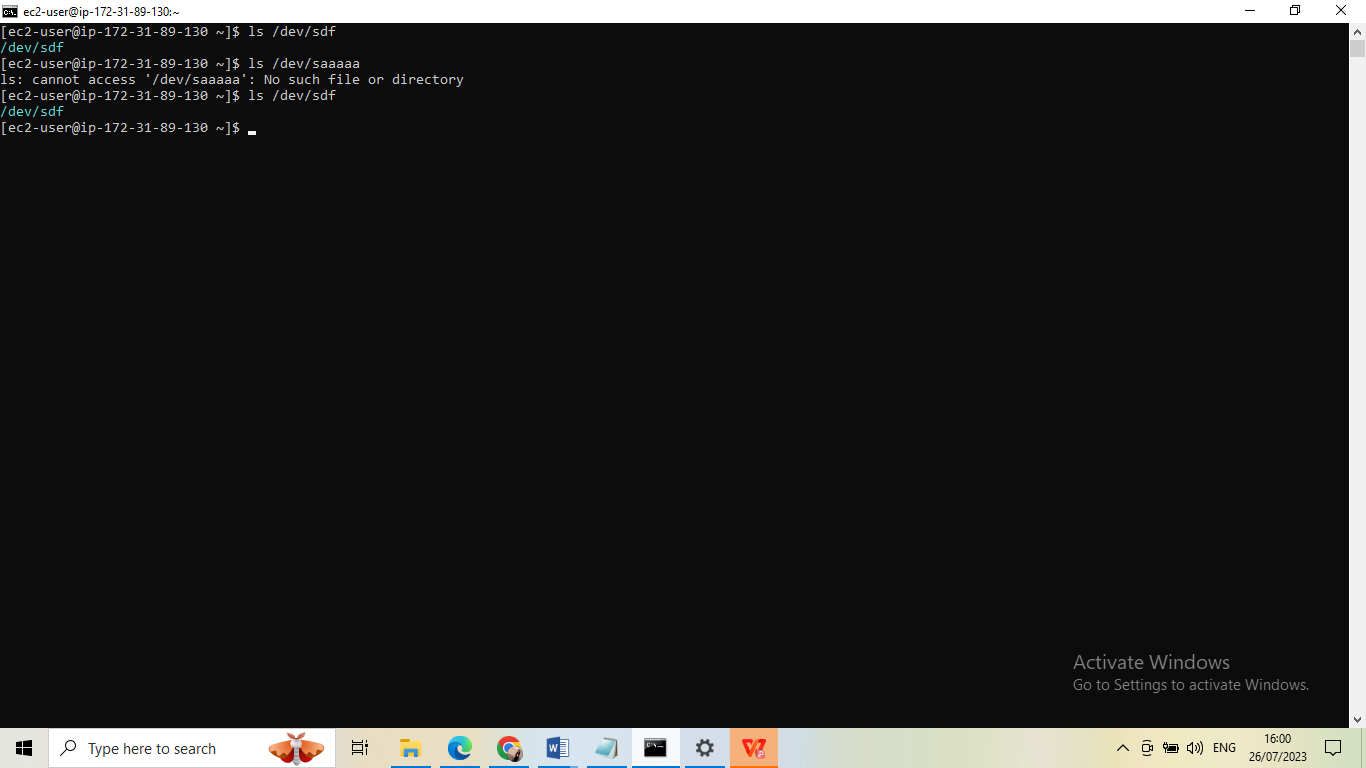 ec2-user@ip-172-31-89-130:~
[ec2-user@ip-172-31-89-130 ~]$ ls /dev/sdf
/dev/sdf
[ec2-user@ip-172-31-89-130 ~]$ ls /dev/saaaaa
ls: cannot access '/dev/saaaaa': No such file or directory
[ec2-user@ip-172-31-89-130 ~]$ ls /dev/sdf
/dev/sdf
[ec2-user@ip-172-31-89-130 ~]$
Activate Windows
Go to Settings to activate Windows.
Type here to search
ENG
16:00
26/07/2023